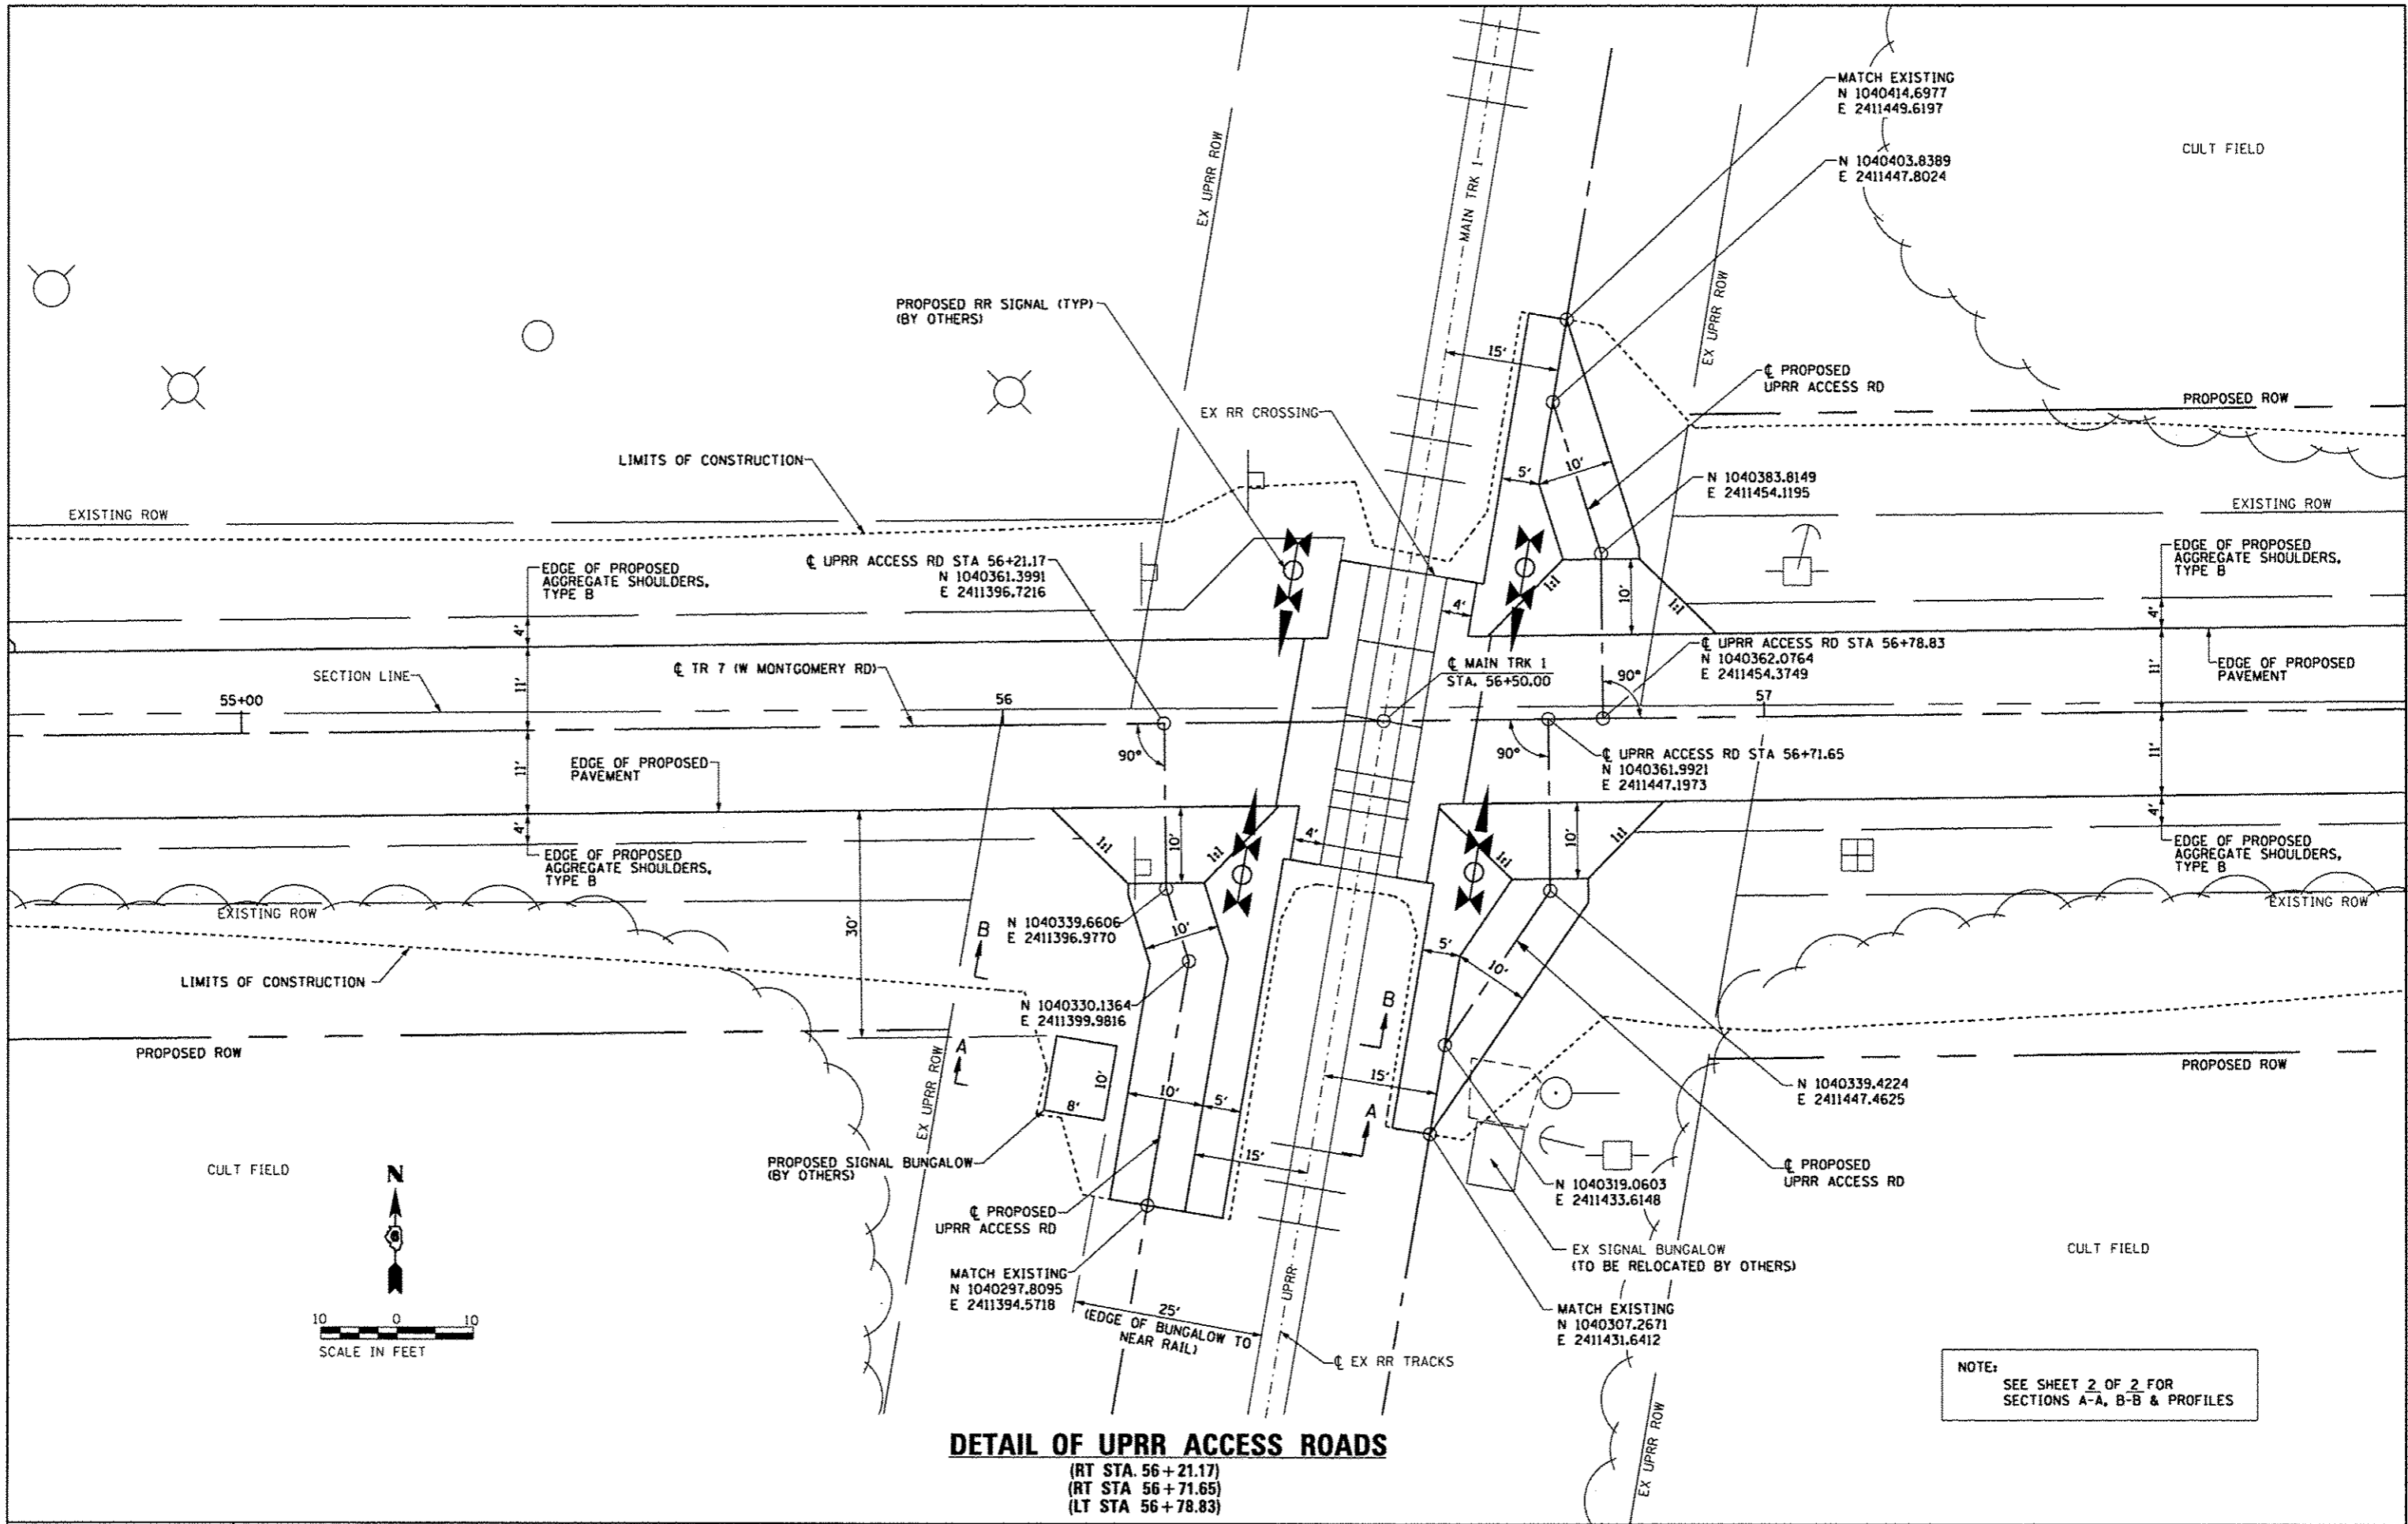 MATCH EXISTING
N 1040414.6977
E 2411449.6197
CULT FIELD
N 1040403.8389
E 2411447.8024
EX UPRR ROW
MAIN TRK 1
EX UPRR ROW
PROPOSED RR SIGNAL (TYP)
(BY OTHERS)
15'
℄ PROPOSED
UPRR ACCESS RD
PROPOSED ROW
EX RR CROSSING
LIMITS OF CONSTRUCTION
5'
10'
N 1040383.8149
E 2411454.1195
EXISTING ROW
EXISTING ROW
℄ UPRR ACCESS RD STA 56+21.17
N 1040361.3991
E 2411396.7216
EDGE OF PROPOSED
AGGREGATE SHOULDERS,
TYPE B
EDGE OF PROPOSED
AGGREGATE SHOULDERS,
TYPE B
1:1
10'
1:1
4'
4'
4'
℄ UPRR ACCESS RD STA 56+78.83
N 1040362.0764
E 2411454.3749
SECTION LINE
11'
℄ TR 7 (W MONTGOMERY RD)
℄ MAIN TRK 1
STA. 56+50.00
90°
11'
EDGE OF PROPOSED
PAVEMENT
55+00
56
57
90°
90°
℄ UPRR ACCESS RD STA 56+71.65
N 1040361.9921
E 2411447.1973
11'
EDGE OF PROPOSED
PAVEMENT
11'
4'
EDGE OF PROPOSED
AGGREGATE SHOULDERS,
TYPE B
1:1
10'
1:1
4'
1:1
10'
1:1
4'
EDGE OF PROPOSED
AGGREGATE SHOULDERS,
TYPE B
EXISTING ROW
EXISTING ROW
30'
N 1040339.6606
E 2411396.9770
10'
B
5'
10'
LIMITS OF CONSTRUCTION
N 1040330.1364
E 2411399.9816
B
PROPOSED ROW
A
PROPOSED ROW
10'
8'
10'
5'
15'
A
N 1040339.4224
E 2411447.4625
EX UPRR ROW
CULT FIELD
N
6
PROPOSED SIGNAL BUNGALOW
(BY OTHERS)
15'
℄ PROPOSED
UPRR ACCESS RD
N 1040319.0603
E 2411433.6148
℄ PROPOSED
UPRR ACCESS RD
EX SIGNAL BUNGALOW
(TO BE RELOCATED BY OTHERS)
CULT FIELD
MATCH EXISTING
N 1040297.8095
E 2411394.5718
UPRR
25'
(EDGE OF BUNGALOW TO
NEAR RAIL)
MATCH EXISTING
N 1040307.2671
E 2411431.6412
10 0 10
SCALE IN FEET
℄ EX RR TRACKS
EX UPRR ROW
NOTE:
SEE SHEET 2 OF 2 FOR
SECTIONS A-A, B-B & PROFILES
DETAIL OF UPRR ACCESS ROADS
(RT STA. 56+21.17)
(RT STA 56+71.65)
(LT STA 56+78.83)